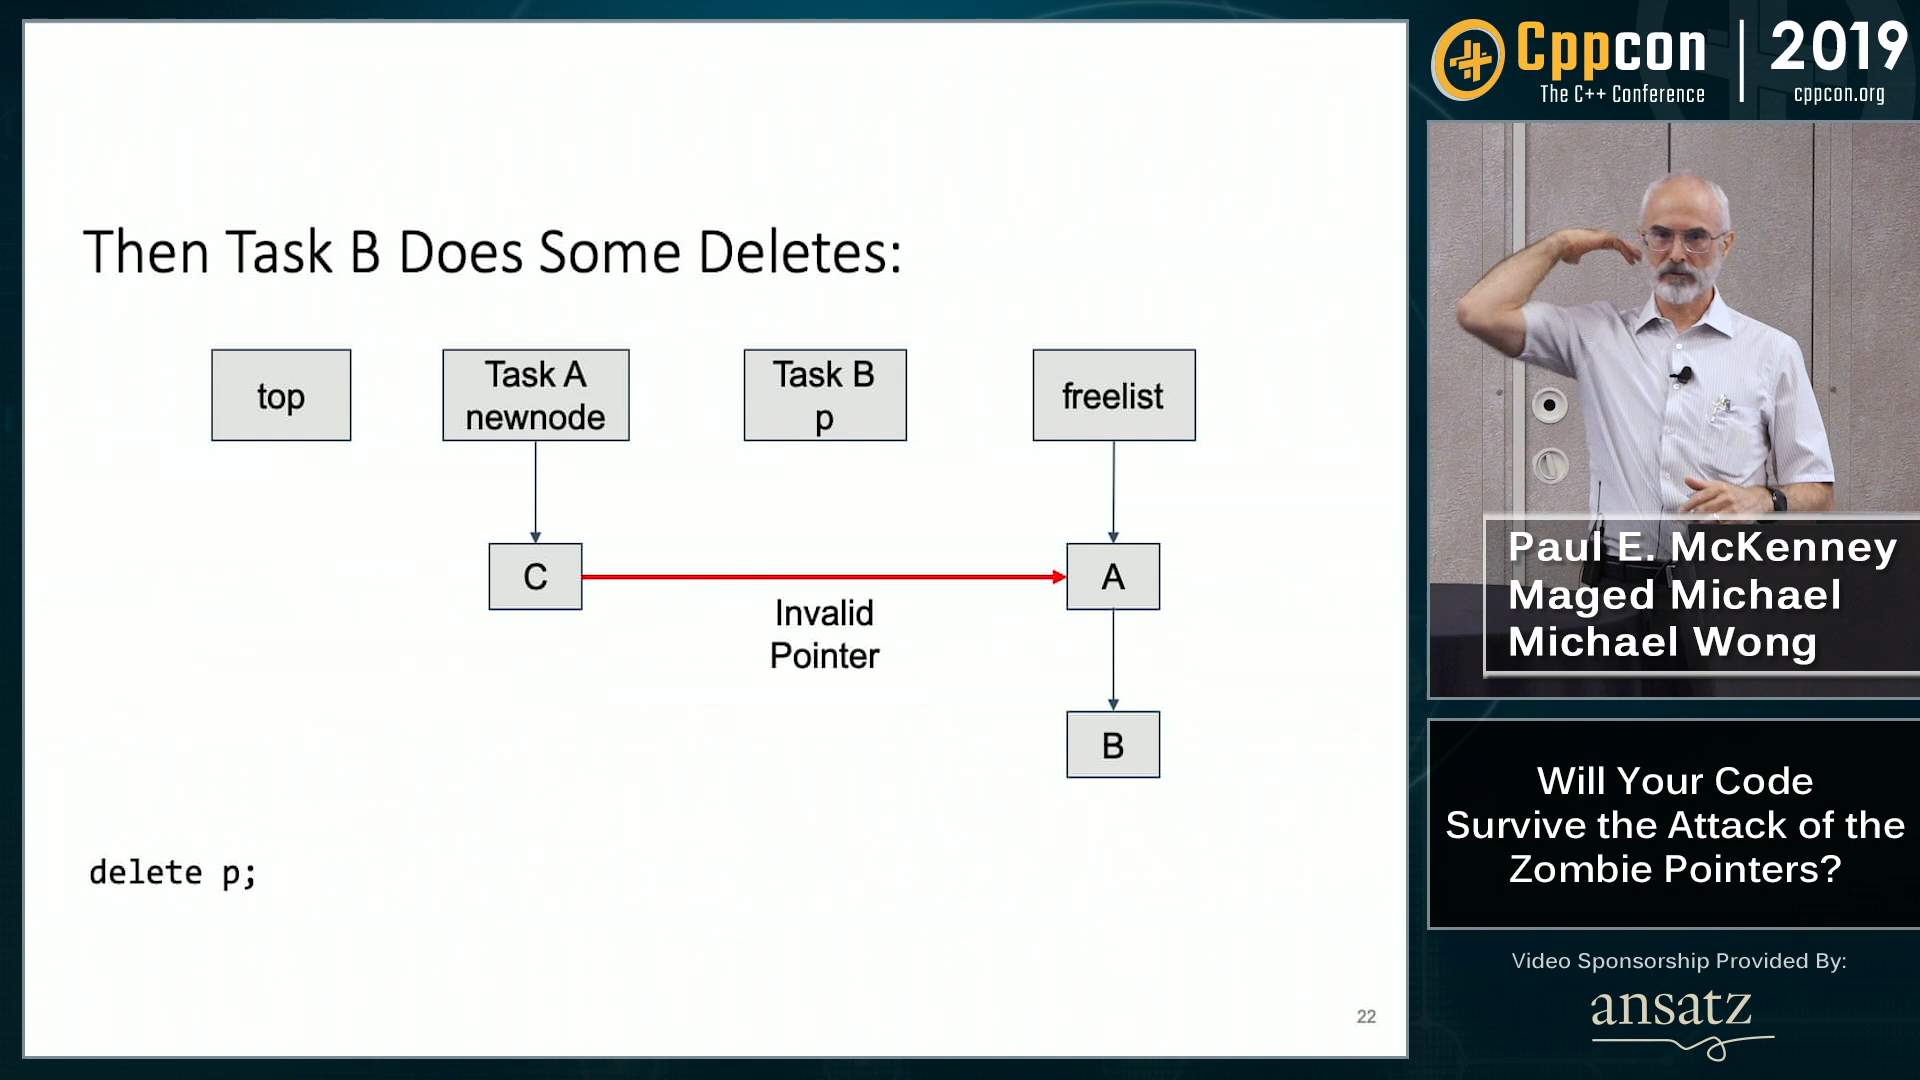 Then Task B Does Some Deletes:
top
Task A
newnode
Task B
p
freelist
C
A
Invalid
Pointer
B
delete p;
22
Cppcon
The C++ Conference
2019
cppcon.org
Paul E. McKenney
Maged Michael
Michael Wong
Will Your Code
Survive the Attack of the
Zombie Pointers?
Video Sponsorship Provided By:
ansatz